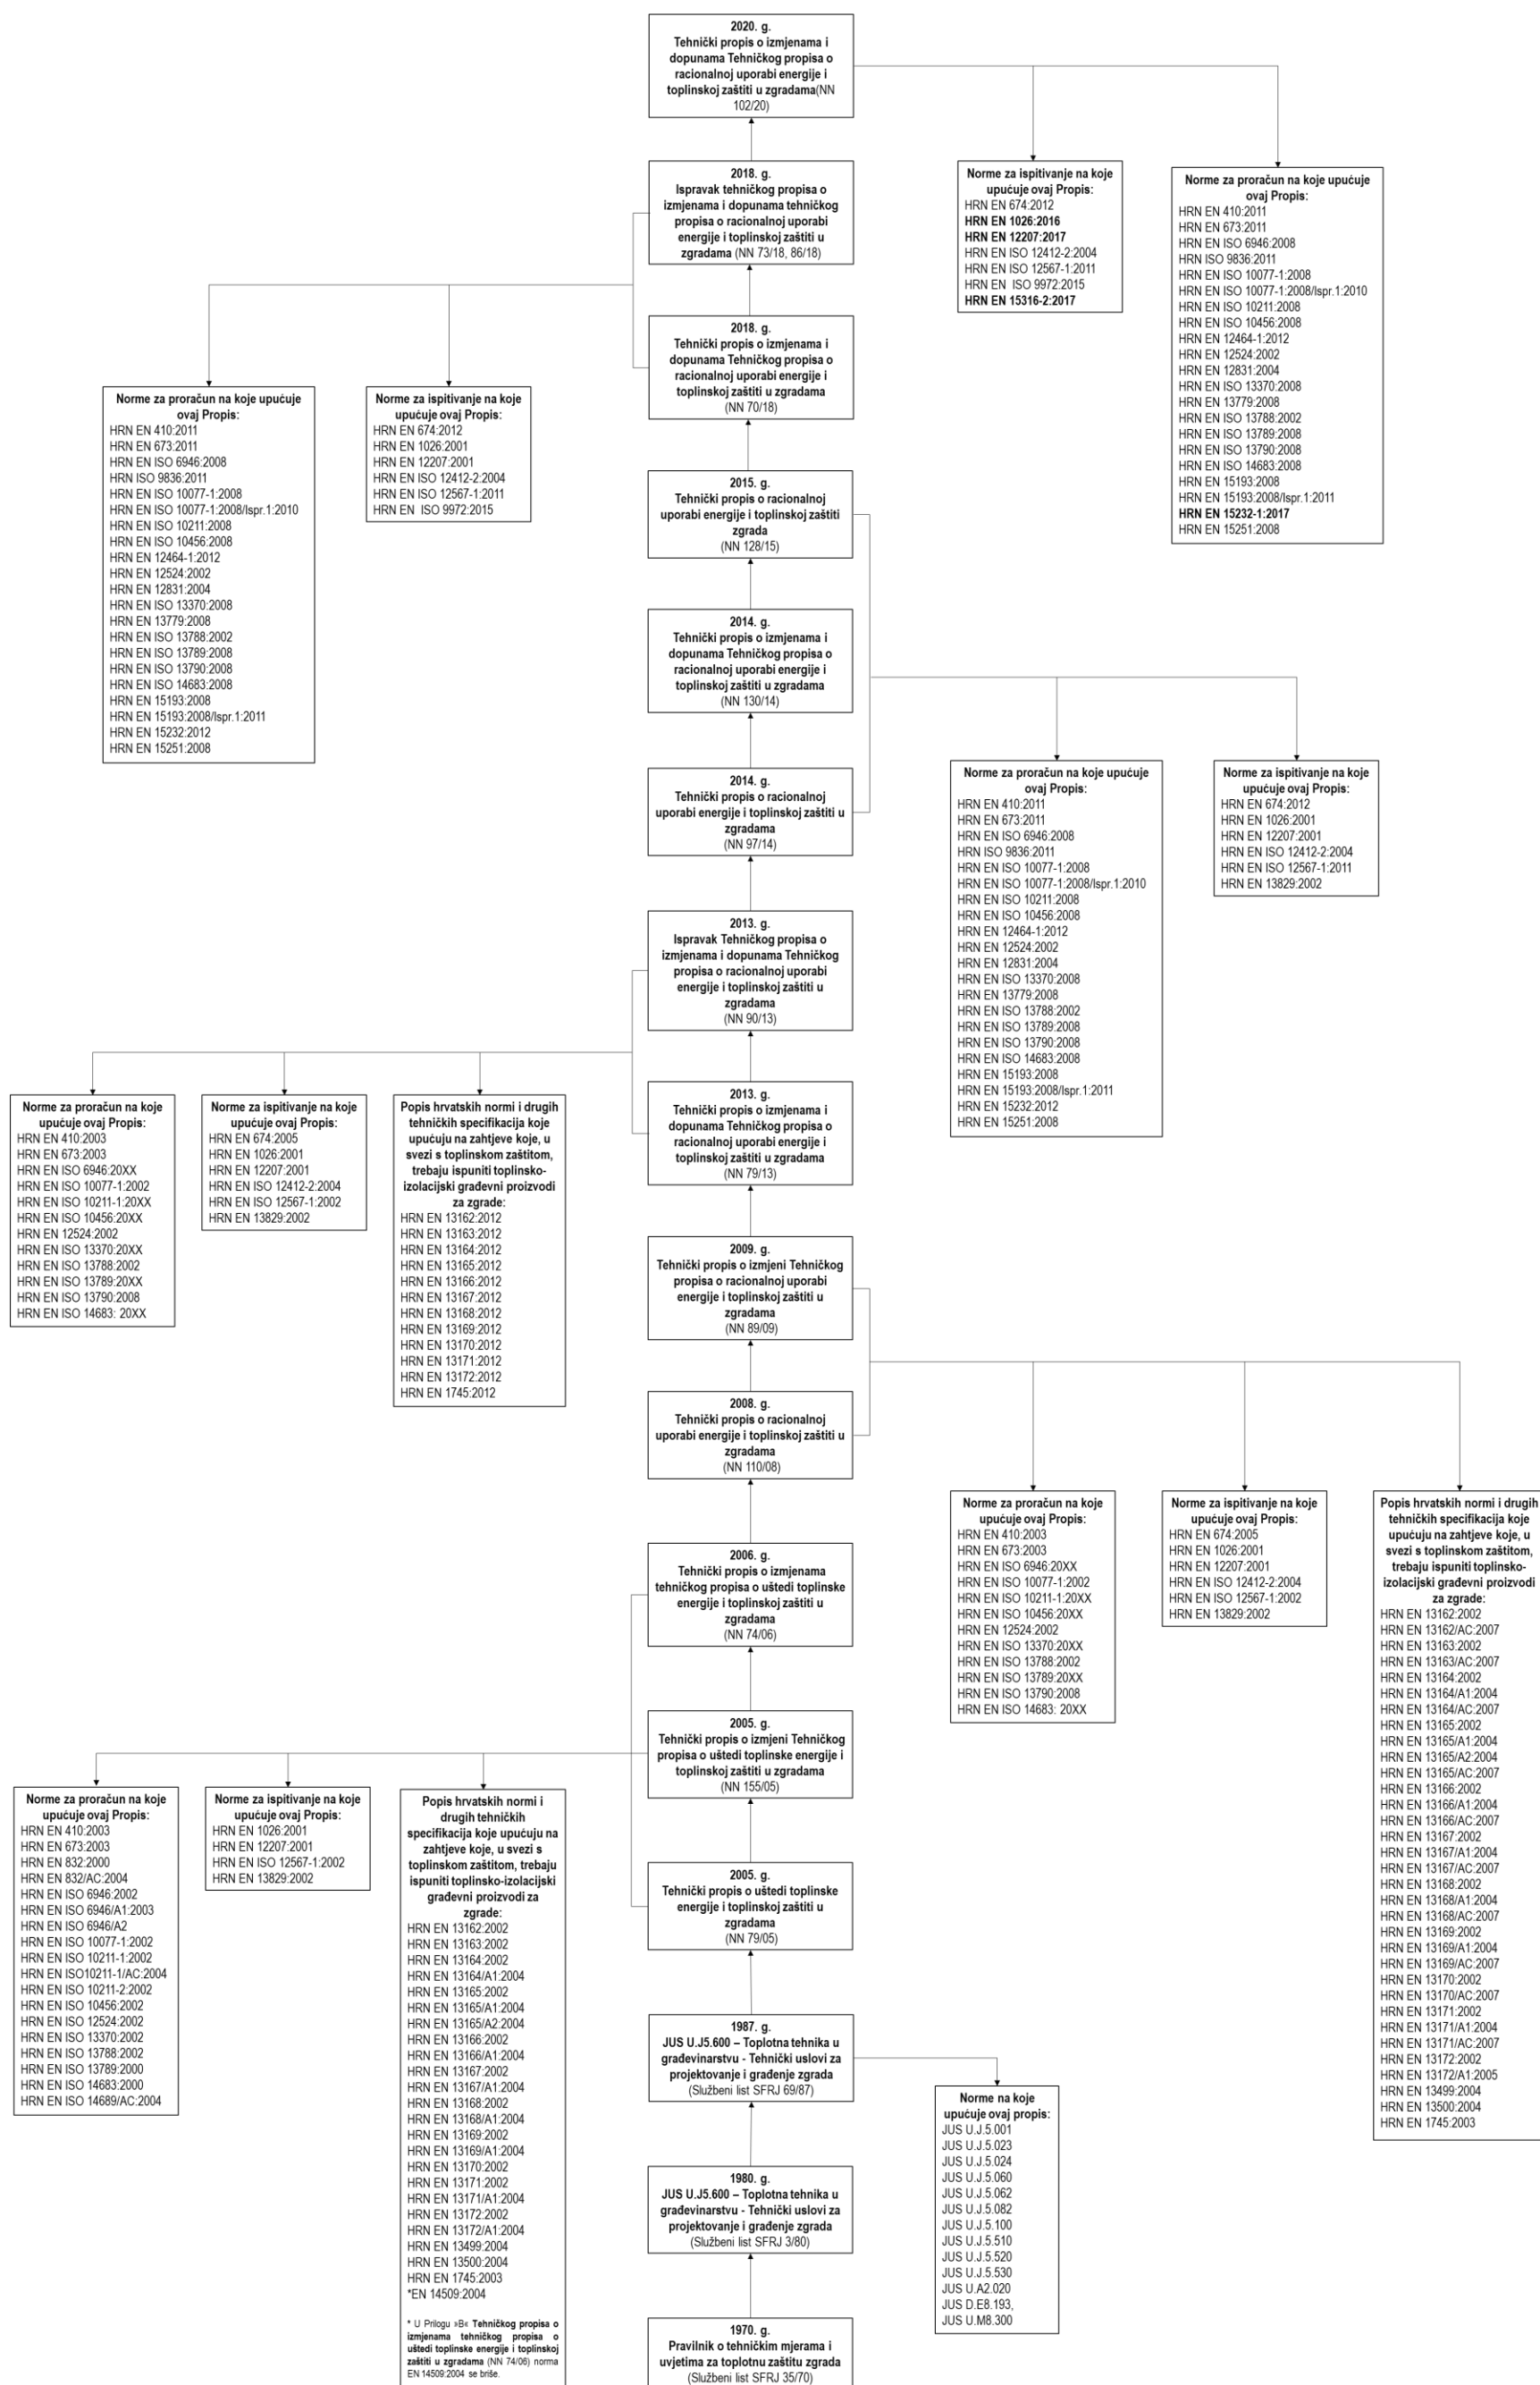 2020. g.
Tehnički propis o izmjenama i
dopunama Tehničkog propisa o
racionalnoj uporabi energije i
toplinskoj zaštiti u zgradama(NN
102/20)
2018. g.
Ispravak tehničkog propisa o
izmjenama i dopunama tehničkog
propisa o racionalnoj uporabi
energije i toplinskoj zaštiti u
zgradama (NN 73/18, 86/18)
Norme za ispitivanje na koje
upućuje ovaj Propis:
HRN EN 674:2012
HRN EN 1026:2016
HRN EN 12207:2017
HRN EN ISO 12412-2:2004
HRN EN ISO 12567-1:2011
HRN EN  ISO 9972:2015
HRN EN 15316-2:2017
Norme za proračun na koje upućuje
ovaj Propis:
HRN EN 410:2011
HRN EN 673:2011
HRN EN ISO 6946:2008
HRN ISO 9836:2011
HRN EN ISO 10077-1:2008
HRN EN ISO 10077-1:2008/Ispr.1:2010
HRN EN ISO 10211:2008
HRN EN ISO 10456:2008
HRN EN 12464-1:2012
HRN EN 12524:2002
HRN EN 12831:2004
HRN EN ISO 13370:2008
HRN EN 13779:2008
HRN EN ISO 13788:2002
HRN EN ISO 13789:2008
HRN EN ISO 13790:2008
HRN EN ISO 14683:2008
HRN EN 15193:2008
HRN EN 15193:2008/Ispr.1:2011
HRN EN 15232-1:2017
HRN EN 15251:2008
2018. g.
Tehnički propis o izmjenama i
dopunama Tehničkog propisa o
racionalnoj uporabi energije i
toplinskoj zaštiti u zgradama
(NN 70/18)
Norme za proračun na koje upućuje
ovaj Propis:
HRN EN 410:2011
HRN EN 673:2011
HRN EN ISO 6946:2008
HRN ISO 9836:2011
HRN EN ISO 10077-1:2008
HRN EN ISO 10077-1:2008/Ispr.1:2010
HRN EN ISO 10211:2008
HRN EN ISO 10456:2008
HRN EN 12464-1:2012
HRN EN 12524:2002
HRN EN 12831:2004
HRN EN ISO 13370:2008
HRN EN 13779:2008
HRN EN ISO 13788:2002
HRN EN ISO 13789:2008
HRN EN ISO 13790:2008
HRN EN ISO 14683:2008
HRN EN 15193:2008
HRN EN 15193:2008/Ispr.1:2011
HRN EN 15232:2012
HRN EN 15251:2008
Norme za ispitivanje na koje
upućuje ovaj Propis:
HRN EN 674:2012
HRN EN 1026:2001
HRN EN 12207:2001
HRN EN ISO 12412-2:2004
HRN EN ISO 12567-1:2011
HRN EN  ISO 9972:2015
2015. g.
Tehnički propis o racionalnoj
uporabi energije i toplinskoj zaštiti
zgrada
(NN 128/15)
2014. g.
Tehnički propis o izmjenama i
dopunama Tehničkog propisa o
racionalnoj uporabi energije i
toplinskoj zaštiti u zgradama
(NN 130/14)
2014. g.
Tehnički propis o racionalnoj
uporabi energije i toplinskoj zaštiti u
zgradama
(NN 97/14)
Norme za proračun na koje upućuje
ovaj Propis:
HRN EN 410:2011
HRN EN 673:2011
HRN EN ISO 6946:2008
HRN ISO 9836:2011
HRN EN ISO 10077-1:2008
HRN EN ISO 10077-1:2008/Ispr.1:2010
HRN EN ISO 10211:2008
HRN EN ISO 10456:2008
HRN EN 12464-1:2012
HRN EN 12524:2002
HRN EN 12831:2004
HRN EN ISO 13370:2008
HRN EN 13779:2008
HRN EN ISO 13788:2002
HRN EN ISO 13789:2008
HRN EN ISO 13790:2008
HRN EN ISO 14683:2008
HRN EN 15193:2008
HRN EN 15193:2008/Ispr.1:2011
HRN EN 15232:2012
HRN EN 15251:2008
Norme za ispitivanje na koje
upućuje ovaj Propis:
HRN EN 674:2012
HRN EN 1026:2001
HRN EN 12207:2001
HRN EN ISO 12412-2:2004
HRN EN ISO 12567-1:2011
HRN EN 13829:2002
2013. g.
Ispravak Tehničkog propisa o
izmjenama i dopunama Tehničkog
propisa o racionalnoj uporabi
energije i toplinskoj zaštiti u
zgradama
(NN 90/13)
2013. g.
Tehnički propis o izmjenama i
dopunama Tehničkog propisa o
racionalnoj uporabi energije i
toplinskoj zaštiti u zgradama
(NN 79/13)
Norme za proračun na koje
upućuje ovaj Propis:
HRN EN 410:2003
HRN EN 673:2003
HRN EN ISO 6946:20XX
HRN EN ISO 10077-1:2002
HRN EN ISO 10211-1:20XX
HRN EN ISO 10456:20XX
HRN EN 12524:2002
HRN EN ISO 13370:20XX
HRN EN ISO 13788:2002
HRN EN ISO 13789:20XX
HRN EN ISO 13790:2008
HRN EN ISO 14683: 20XX
Norme za ispitivanje na koje
upućuje ovaj Propis:
HRN EN 674:2005
HRN EN 1026:2001
HRN EN 12207:2001
HRN EN ISO 12412-2:2004
HRN EN ISO 12567-1:2002
HRN EN 13829:2002
Popis hrvatskih normi i drugih
tehničkih specifikacija koje
upućuju na zahtjeve koje, u
svezi s toplinskom zaštitom,
trebaju ispuniti toplinsko-
izolacijski građevni proizvodi
za zgrade:
HRN EN 13162:2012
HRN EN 13163:2012
HRN EN 13164:2012
HRN EN 13165:2012
HRN EN 13166:2012
HRN EN 13167:2012
HRN EN 13168:2012
HRN EN 13169:2012
HRN EN 13170:2012
HRN EN 13171:2012
HRN EN 13172:2012
HRN EN 1745:2012
2009. g.
Tehnički propis o izmjeni Tehničkog
propisa o racionalnoj uporabi
energije i toplinskoj zaštiti u
zgradama
(NN 89/09)
2008. g.
Tehnički propis o racionalnoj
uporabi energije i toplinskoj zaštiti u
zgradama
(NN 110/08)
Norme za proračun na koje
upućuje ovaj Propis:
HRN EN 410:2003
HRN EN 673:2003
HRN EN ISO 6946:20XX
HRN EN ISO 10077-1:2002
HRN EN ISO 10211-1:20XX
HRN EN ISO 10456:20XX
HRN EN 12524:2002
HRN EN ISO 13370:20XX
HRN EN ISO 13788:2002
HRN EN ISO 13789:20XX
HRN EN ISO 13790:2008
HRN EN ISO 14683: 20XX
Norme za ispitivanje na koje
upućuje ovaj Propis:
HRN EN 674:2005
HRN EN 1026:2001
HRN EN 12207:2001
HRN EN ISO 12412-2:2004
HRN EN ISO 12567-1:2002
HRN EN 13829:2002
Popis hrvatskih normi i drugih
tehničkih specifikacija koje
upućuju na zahtjeve koje, u
svezi s toplinskom zaštitom,
trebaju ispuniti toplinsko-
izolacijski građevni proizvodi
za zgrade:
HRN EN 13162:2002
HRN EN 13162/AC:2007
HRN EN 13163:2002
HRN EN 13163/AC:2007
HRN EN 13164:2002
HRN EN 13164/A1:2004
HRN EN 13164/AC:2007
HRN EN 13165:2002
HRN EN 13165/A1:2004
HRN EN 13165/A2:2004
HRN EN 13165/AC:2007
HRN EN 13166:2002
HRN EN 13166/A1:2004
HRN EN 13166/AC:2007
HRN EN 13167:2002
HRN EN 13167/A1:2004
HRN EN 13167/AC:2007
HRN EN 13168:2002
HRN EN 13168/A1:2004
HRN EN 13168/AC:2007
HRN EN 13169:2002
HRN EN 13169/A1:2004
HRN EN 13169/AC:2007
HRN EN 13170:2002
HRN EN 13170/AC:2007
HRN EN 13171:2002
HRN EN 13171/A1:2004
HRN EN 13171/AC:2007
HRN EN 13172:2002
HRN EN 13172/A1:2005
HRN EN 13499:2004
HRN EN 13500:2004
HRN EN 1745:2003
2006. g.
Tehnički propis o izmjenama
tehničkog propisa o uštedi toplinske
energije i toplinskoj zaštiti u
zgradama
(NN 74/06)
2005. g.
Tehnički propis o izmjeni Tehničkog
propisa o uštedi toplinske energije i
toplinskoj zaštiti u zgradama
(NN 155/05)
2005. g.
Tehnički propis o uštedi toplinske
energije i toplinskoj zaštiti u
zgradama
(NN 79/05)
Norme za proračun na koje
upućuje ovaj Propis:
HRN EN 410:2003
HRN EN 673:2003
HRN EN 832:2000
HRN EN 832/AC:2004
HRN EN ISO 6946:2002
HRN EN ISO 6946/A1:2003
HRN EN ISO 6946/A2
HRN EN ISO 10077-1:2002
HRN EN ISO 10211-1:2002
HRN EN ISO10211-1/AC:2004
HRN EN ISO 10211-2:2002
HRN EN ISO 10456:2002
HRN EN ISO 12524:2002
HRN EN ISO 13370:2002
HRN EN ISO 13788:2002
HRN EN ISO 13789:2000
HRN EN ISO 14683:2000
HRN EN ISO 14689/AC:2004
Norme za ispitivanje na koje
upućuje ovaj Propis:
HRN EN 1026:2001
HRN EN 12207:2001
HRN EN ISO 12567-1:2002
HRN EN 13829:2002
Popis hrvatskih normi i
drugih tehničkih
specifikacija koje upućuju na
zahtjeve koje, u svezi s
toplinskom zaštitom, trebaju
ispuniti toplinsko-izolacijski
građevni proizvodi za
zgrade:
HRN EN 13162:2002
HRN EN 13163:2002
HRN EN 13164:2002
HRN EN 13164/A1:2004
HRN EN 13165:2002
HRN EN 13165/A1:2004
HRN EN 13165/A2:2004
HRN EN 13166:2002
HRN EN 13166/A1:2004
HRN EN 13167:2002
HRN EN 13167/A1:2004
HRN EN 13168:2002
HRN EN 13168/A1:2004
HRN EN 13169:2002
HRN EN 13169/A1:2004
HRN EN 13170:2002
HRN EN 13171:2002
HRN EN 13171/A1:2004
HRN EN 13172:2002
HRN EN 13172/A1:2004
HRN EN 13499:2004
HRN EN 13500:2004
HRN EN 1745:2003
*EN 14509:2004
* U Prilogu »B« Tehničkog propisa o
izmjenama tehničkog propisa o
uštedi toplinske energije i toplinskoj
zaštiti u zgradama (NN 74/06) norma
EN 14509:2004 se briše.
1987. g.
JUS U.J5.600 – Toplotna tehnika u
građevinarstvu - Tehnički uslovi za
projektovanje i građenje zgrada
(Službeni list SFRJ 69/87)
Norme na koje
upućuje ovaj propis:
JUS U.J.5.001
JUS U.J.5.023
JUS U.J.5.024
JUS U.J.5.060
JUS U.J.5.062
JUS U.J.5.082
JUS U.J.5.100
JUS U.J.5.510
JUS U.J.5.520
JUS U.J.5.530
JUS U.A2.020
JUS D.E8.193,
JUS U.M8.300
1980. g.
JUS U.J5.600 – Toplotna tehnika u
građevinarstvu - Tehnički uslovi za
projektovanje i građenje zgrada
(Službeni list SFRJ 3/80)
1970. g.
Pravilnik o tehničkim mjerama i
uvjetima za toplotnu zaštitu zgrada
(Službeni list SFRJ 35/70)